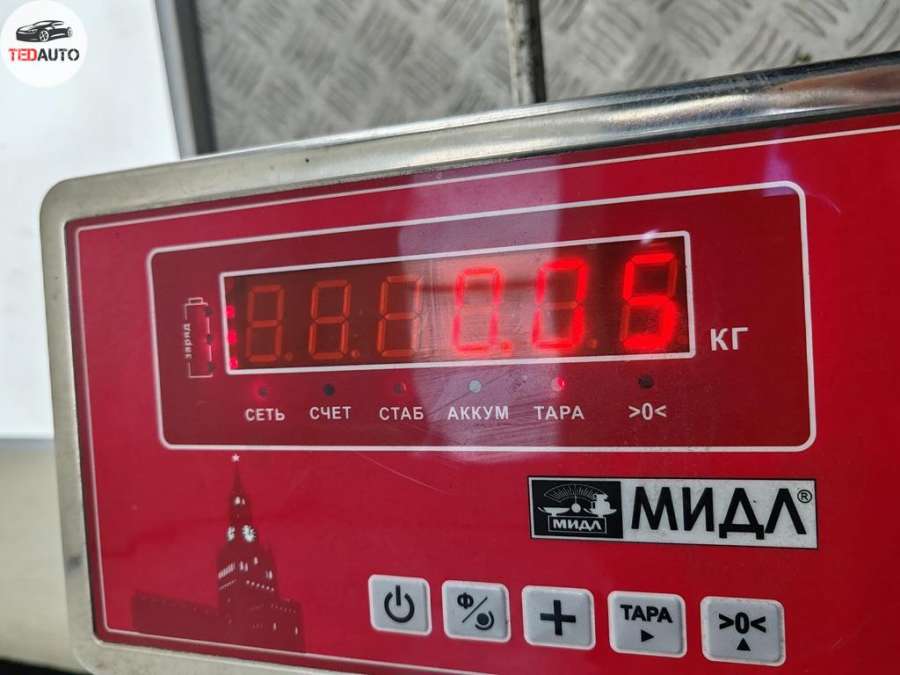 TEDAUTO
заряд
0.05 КГ
СЕТЬ СЧЕТ СТАБ АККУМ ТАРА >0<
МИДЛ МИДЛ®
Ф ТАРА >0<